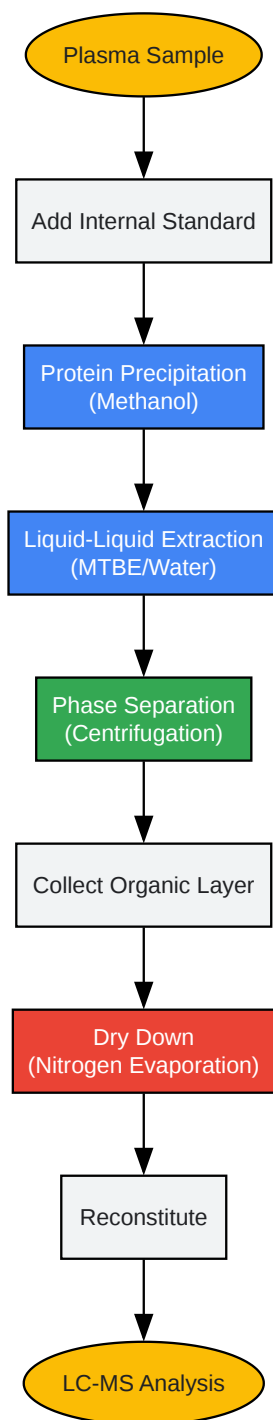 Plasma Sample
Add Internal Standard
Protein Precipitation
(Methanol)
Liquid-Liquid Extraction
(MTBE/Water)
Phase Separation
(Centrifugation)
Collect Organic Layer
Dry Down
(Nitrogen Evaporation)
Reconstitute
LC-MS Analysis